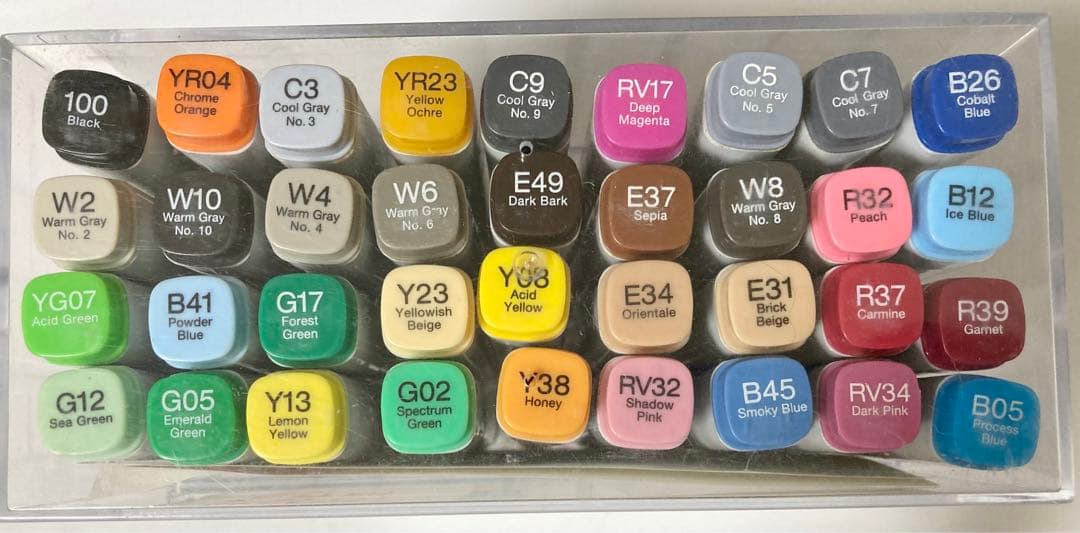 100
Black
YR04
Chrome
Orange
C3
Cool Gray
No. 3
YR23
Yellow
Ochre
C9
Cool Gray
No. 9
RV17
Deep
Magenta
C5
Cool Gray
No. 5
C7
Cool Gray
No. 7
B26
Cobalt
Blue
W2
Warm Gray
No. 2
W10
Warm Gray
No. 10
W4
Warm Gray
No. 4
W6
Warm Gray
No. 6
E49
Dark Bark
E37
Sepia
W8
Warm Gray
No. 8
R32
Peach
B12
Ice Blue
YG07
Acid Green
B41
Powder
Blue
G17
Forest
Green
Y23
Yellowish
Beige
Y08
Acid
Yellow
E34
Orientale
E31
Brick
Beige
R37
Carmine
R39
Garnet
G12
Sea Green
G05
Emerald
Green
Y13
Lemon
Yellow
G02
Spectrum
Green
Y38
Honey
RV32
Shadow
Pink
B45
Smoky Blue
RV34
Dark Pink
B05
Process
Blue